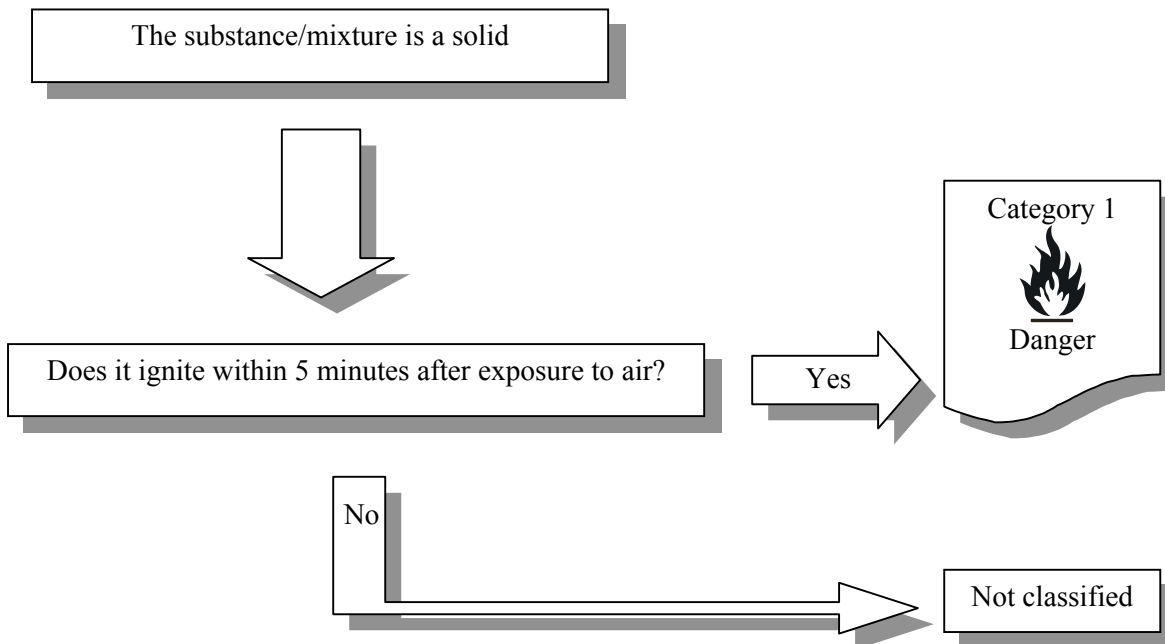 The substance/mixture is a solid
Does it ignite within 5 minutes after exposure to air?
Yes
Category 1
Danger
No
Not classified